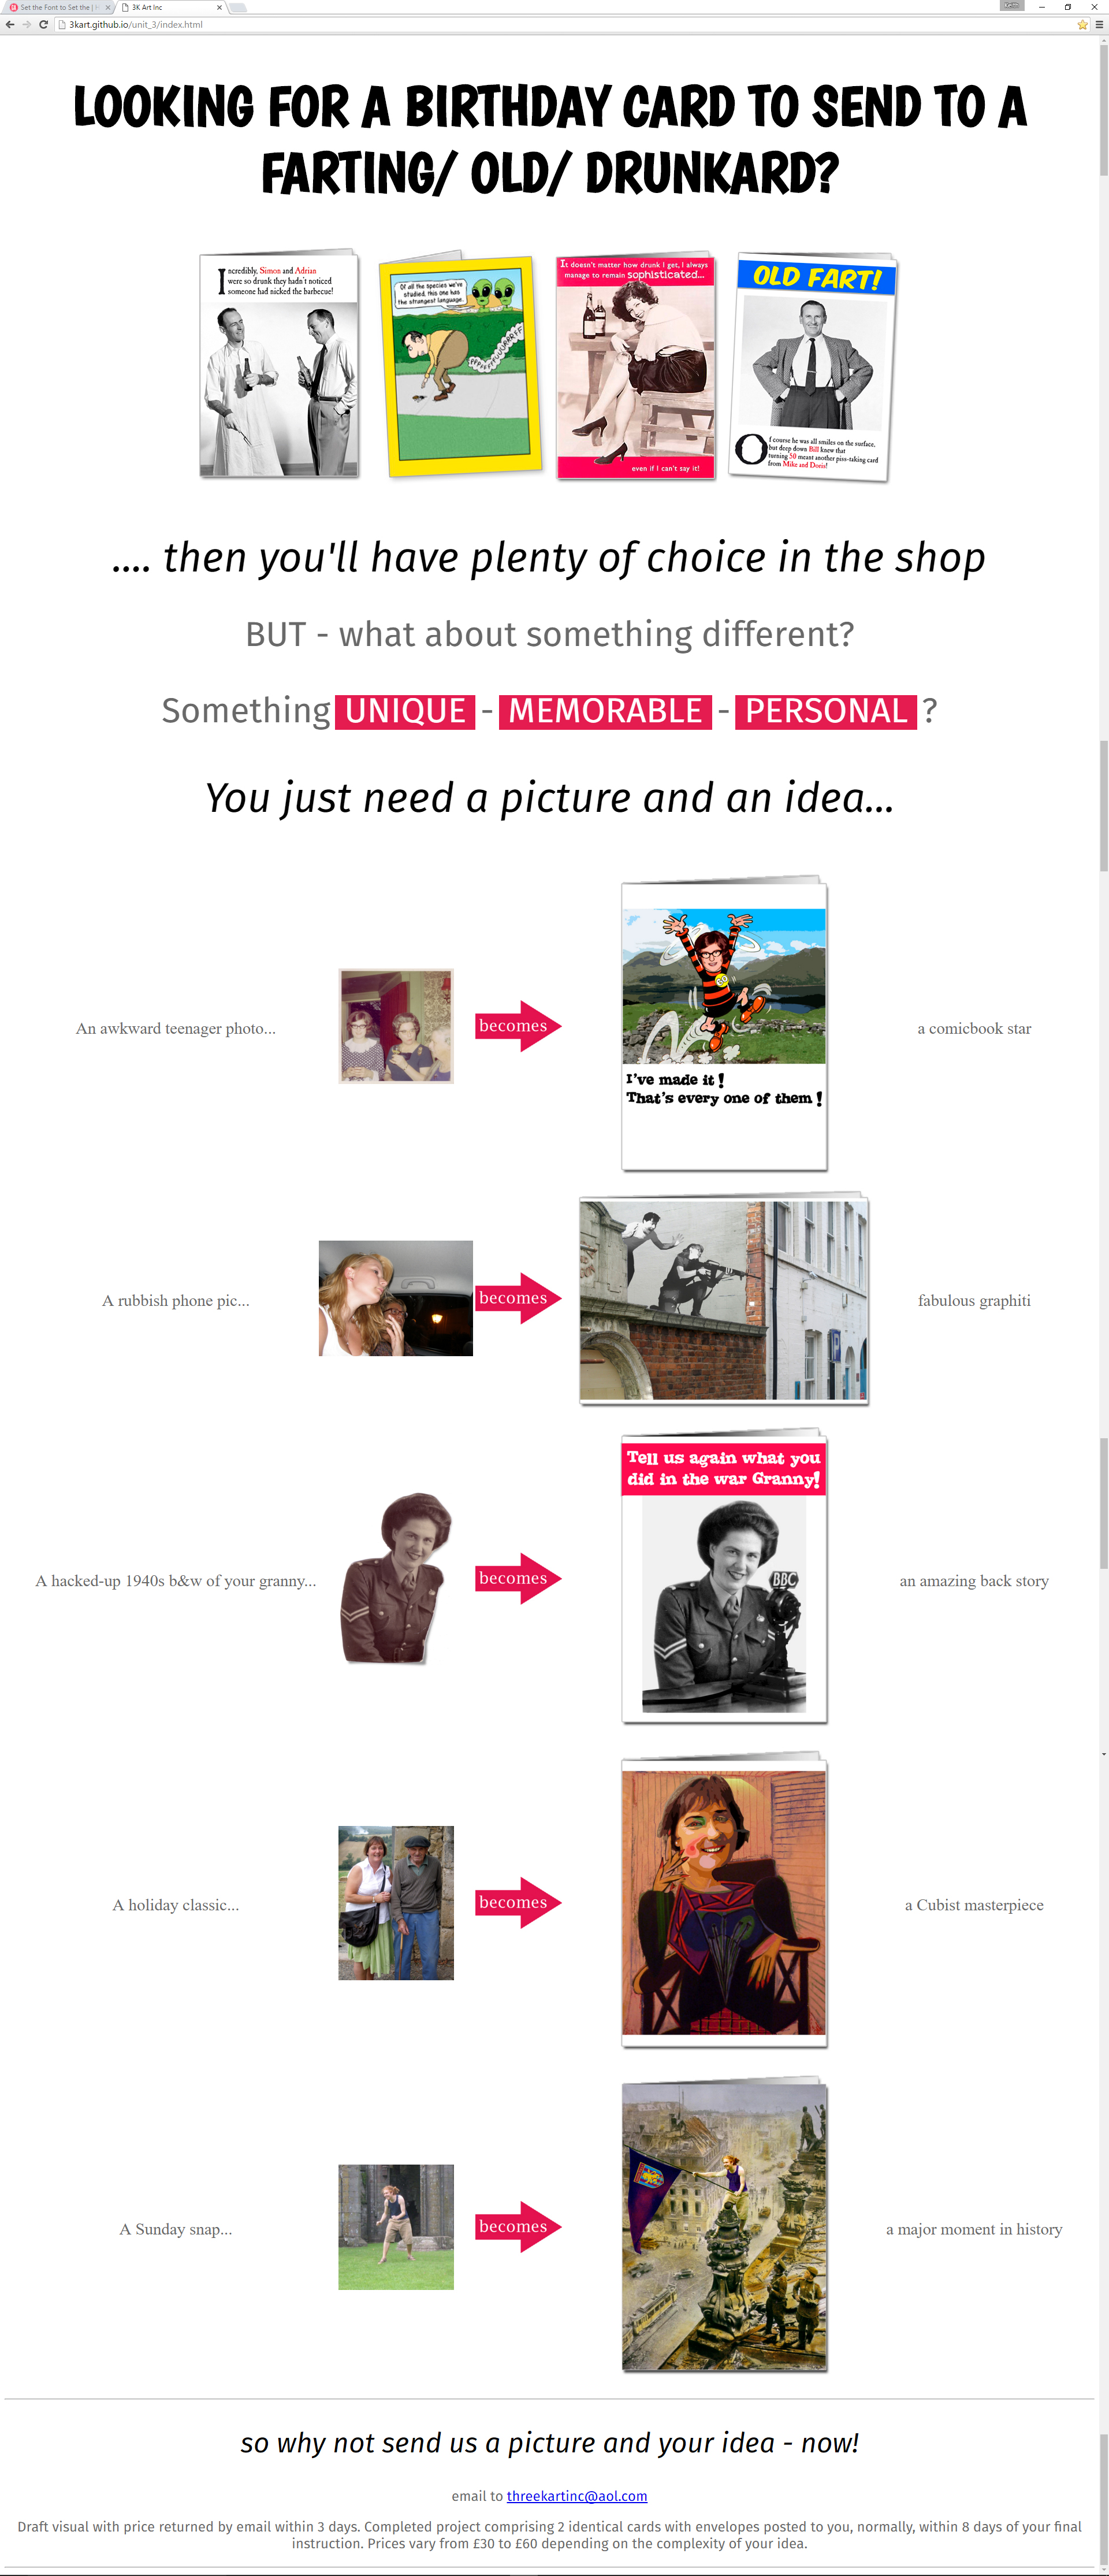 Set the Font to Set the |
3K Art Inc
3kart.github.io/unit_3/index.html
LOOKING FOR A BIRTHDAY CARD TO SEND TO A
FARTING/ OLD/ DRUNKARD?
Incredibly, Simon and Adrian
were so drunk they hadn't noticed
someone had nicked the barbecue!
Of all the species we've
studied, this one has
the strangest language.
It doesn't matter how drunk I get, I always
mange to remain sophisticated...
even if I can't say it!
OLD FART!
Of course he was all smiles on the surface,
but deep down Bill knew that
turning 50 meant another piss-taking card
from Mike and Doris!
.... then you'll have plenty of choice in the shop
BUT - what about something different?
Something UNIQUE - MEMORABLE - PERSONAL ?
You just need a picture and an idea...
An awkward teenager photo...
becomes
I've made it!
That's every one of them!
a comicbook star
A rubbish phone pic...
becomes
fabulous graphiti
A hacked-up 1940s b&w of your granny...
becomes
Tell us again what you
did in the war Granny!
BBC
an amazing back story
A holiday classic...
becomes
a Cubist masterpiece
A Sunday snap...
becomes
a major moment in history
so why not send us a picture and your idea - now!
email to threekartinc@aol.com
Draft visual with price returned by email within 3 days. Completed project comprising 2 identical cards with envelopes posted to you, normally, within 8 days of your final
instruction. Prices vary from £30 to £60 depending on the complexity of your idea.